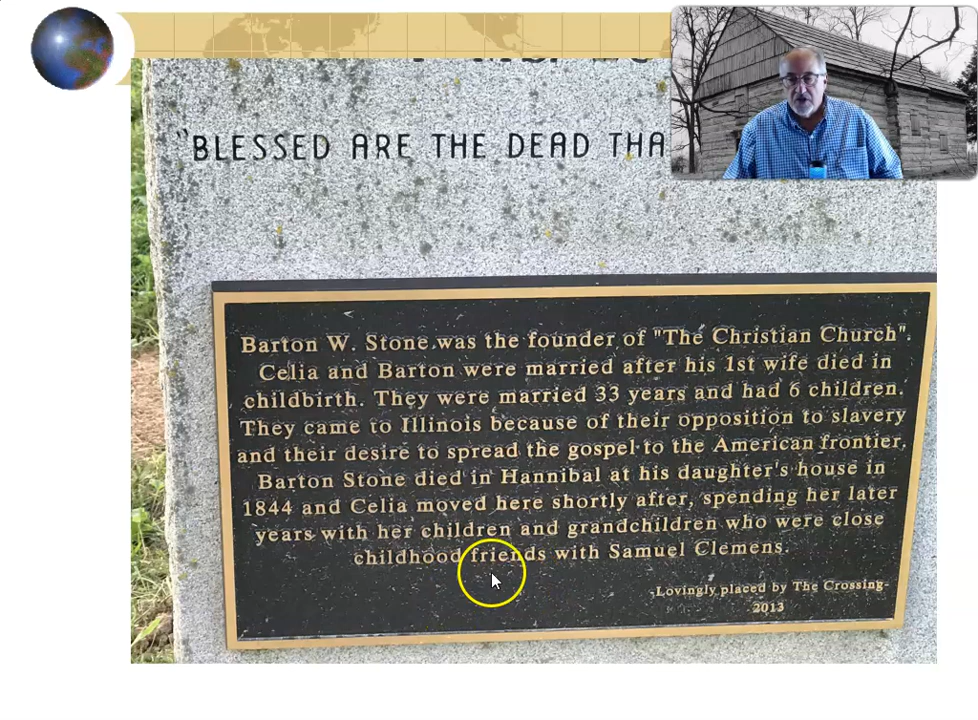 "BLESSED ARE THE DEAD THA
Barton W. Stone was the founder of "The Christian Church".
Celia and Barton were married after his 1st wife died in
childbirth. They were married 33 years and had 6 children.
They came to Illinois because of their opposition to slavery
and their desire to spread the gospel to the American frontier.
Barton Stone died in Hannibal at his daughter's house in
1844 and Celia moved here shortly after, spending her later
years with her children and grandchildren who were close
childhood friends with Samuel Clemens.
-Lovingly placed by The Crossing-
2013